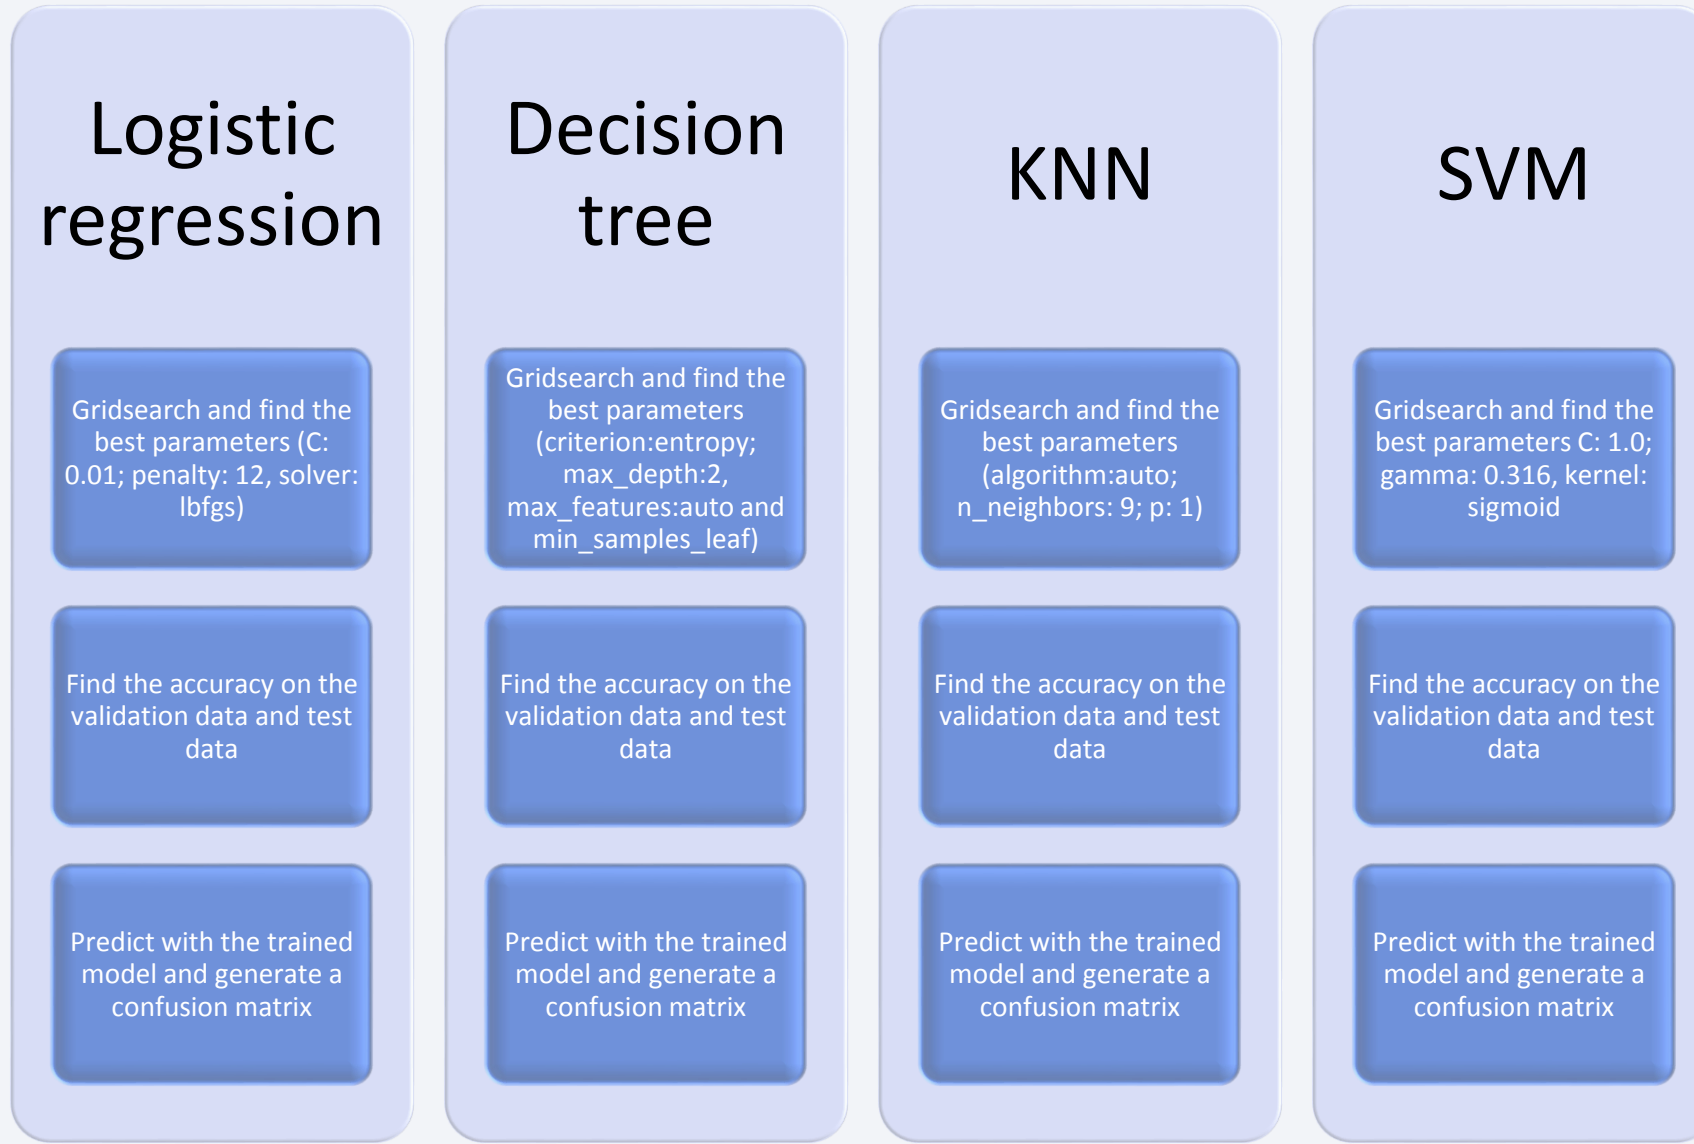 Logistic
regression
Gridsearch and find the
best parameters (C:
0.01; penalty: 12, solver:
lbfgs)
Find the accuracy on the
validation data and test
data
Predict with the trained
model and generate a
confusion matrix
Decision
tree
Gridsearch and find the
best parameters
(criterion:entropy;
max_depth:2,
max_features:auto and
min_samples_leaf)
Find the accuracy on the
validation data and test
data
Predict with the trained
model and generate a
confusion matrix
KNN
Gridsearch and find the
best parameters
(algorithm:auto;
n_neighbors: 9; p: 1)
Find the accuracy on the
validation data and test
data
Predict with the trained
model and generate a
confusion matrix
SVM
Gridsearch and find the
best parameters C: 1.0;
gamma: 0.316, kernel:
sigmoid
Find the accuracy on the
validation data and test
data
Predict with the trained
model and generate a
confusion matrix